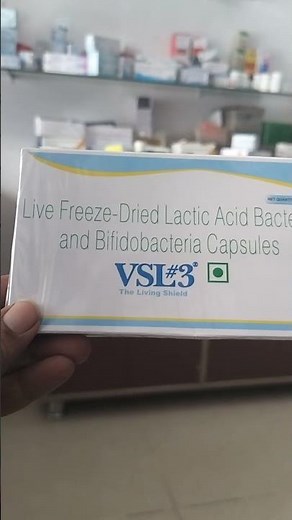 Live Freeze-Dried Lactic Acid Bacte
and Bifidobacteria Capsules
VSL#3®
The Living Shield